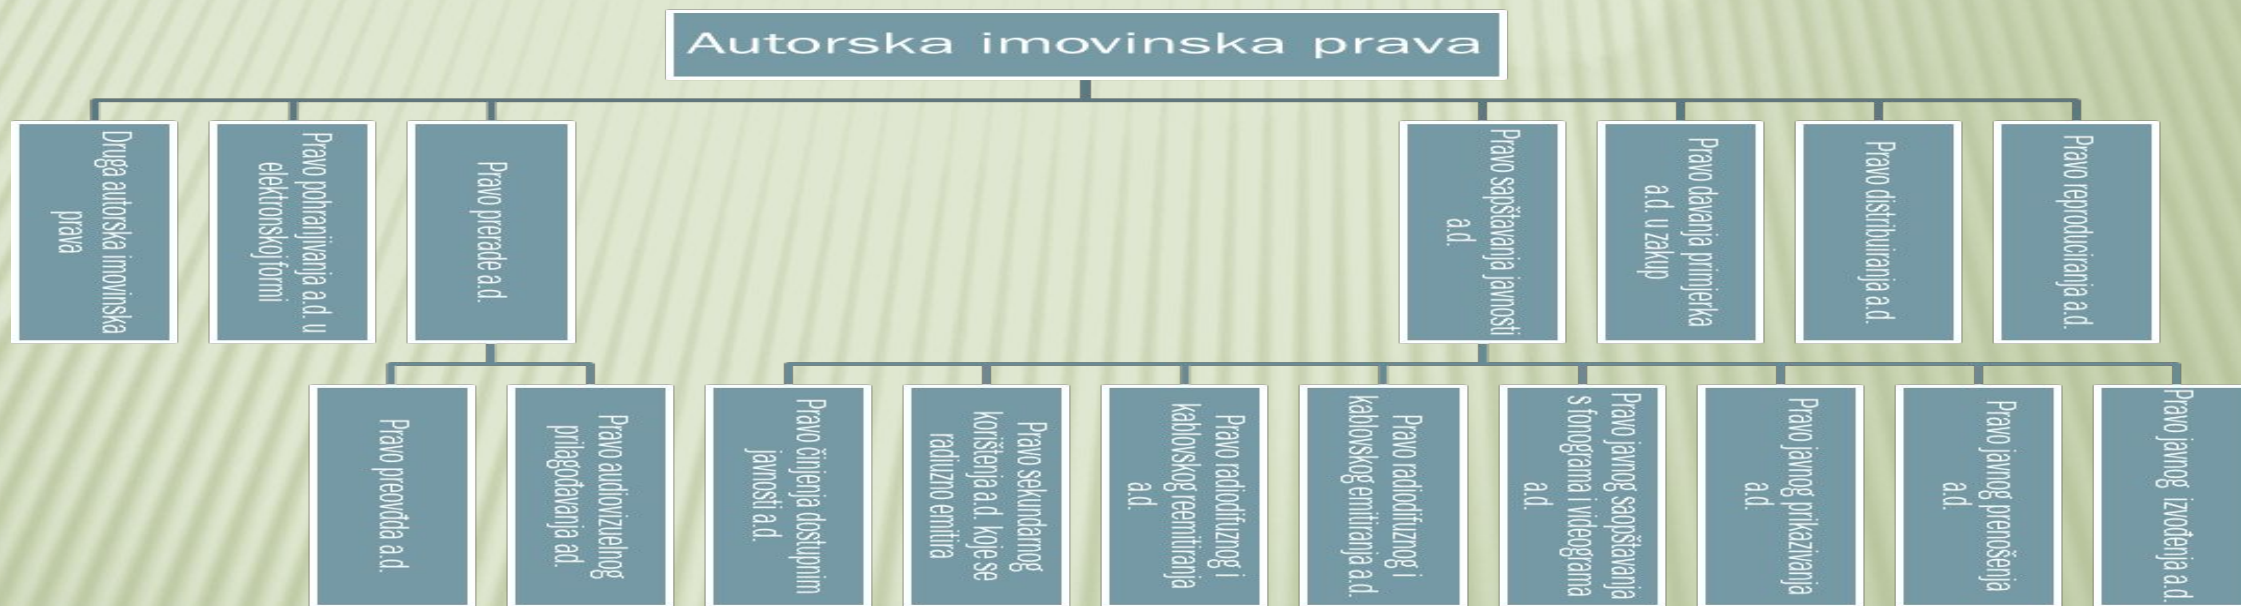 Autorska imovinska prava
Druga autorska imovinska
prava
Pravo pohranjivanja a.d. u
elektronskoj formi
Pravo prerade a.d.
Pravo sapštavanja javnosti
a.d.
Pravo davanja primjerka
a.d. u zakup
Pravo distribuiranja a.d.
Pravo reproduciranja a.d.
Pravo preovđda a.d.
Pravo audiovizuelnog
prilagođavanja ad.
Pravo činjenja dostupnim
javnosti a.d.
Pravo sekundarnog
korištenja a.d. koje se
radiuzno emitira
Pravo radiodifuznog i
kablovskog reemitiranja
a.d.
Pravo radiodifuznog i
kablovskog emitiranja a.d.
Pravo javnog saopštavanja
s fonograma i videograma
a.d.
Pravo javnog prikazivanja
a.d.
Pravo javnog prenošenja
a.d.
Pravo javnog izvođenja a.d.